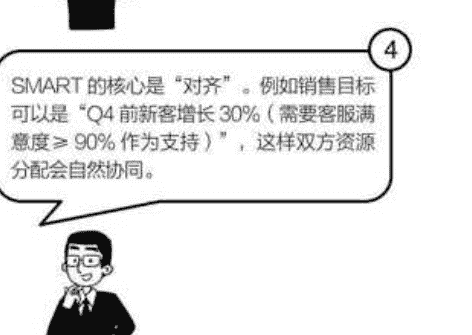 4
SMART 的核心是“对齐”。例如销售目标
可以是“Q4 前新客增长 30%（需要客服满
意度≥ 90% 作为支持）”，这样双方资源
分配会自然协同。